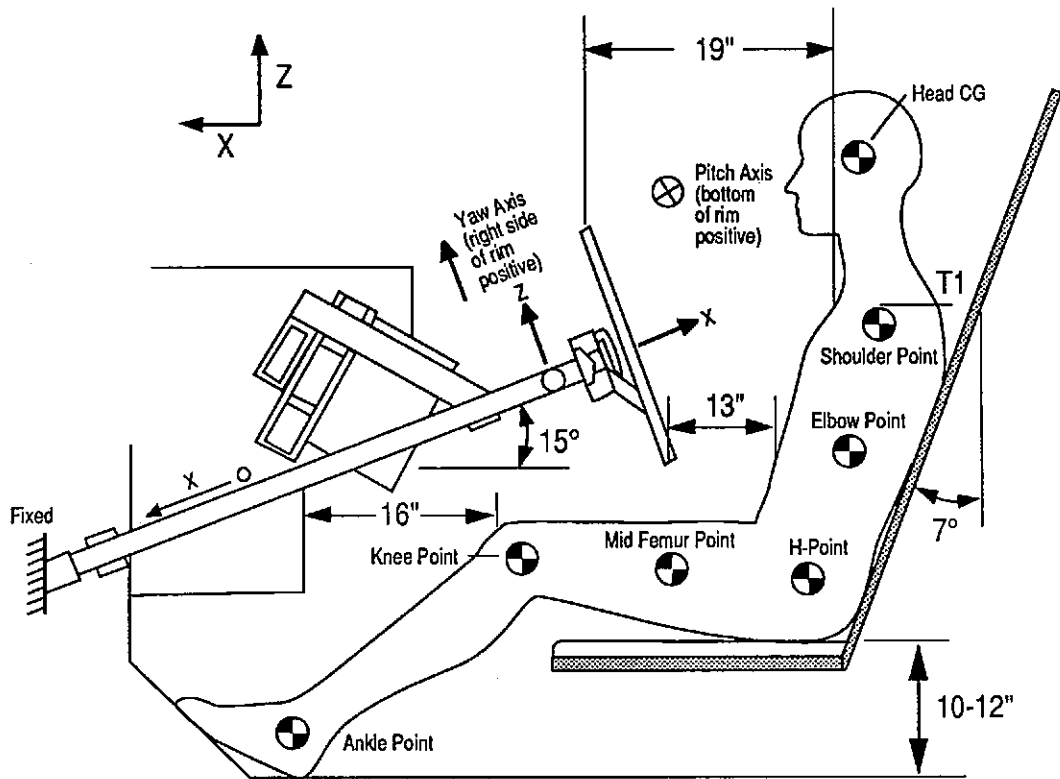 19"
Z
X
Head CG
Pitch Axis
(bottom
of rim
positive)
Yaw Axis
(right side
of rim
positive)
z
x
T1
Shoulder Point
13"
Elbow Point
15°
x
o
Fixed
16"
7°
Knee Point
Mid Femur Point
H-Point
10-12"
Ankle Point